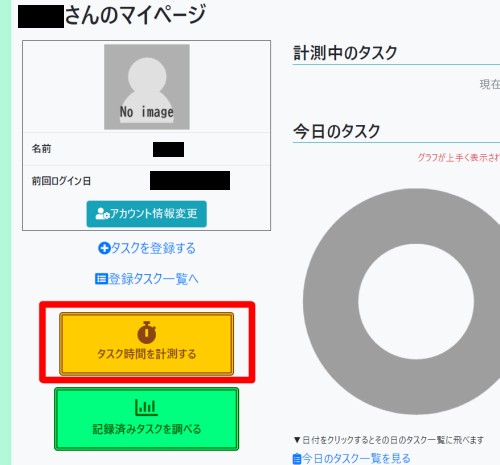 さんのマイページ
No image
名前
前回ログイン日
アカウント情報変更
タスクを登録する
登録タスク一覧へ
タスク時間を計測する
記録済みタスクを調べる
計測中のタスク
現在
今日のタスク
グラフが上手く表示され
▼日付をクリックするとその日のタスク一覧に飛べます
今日のタスク一覧を見る